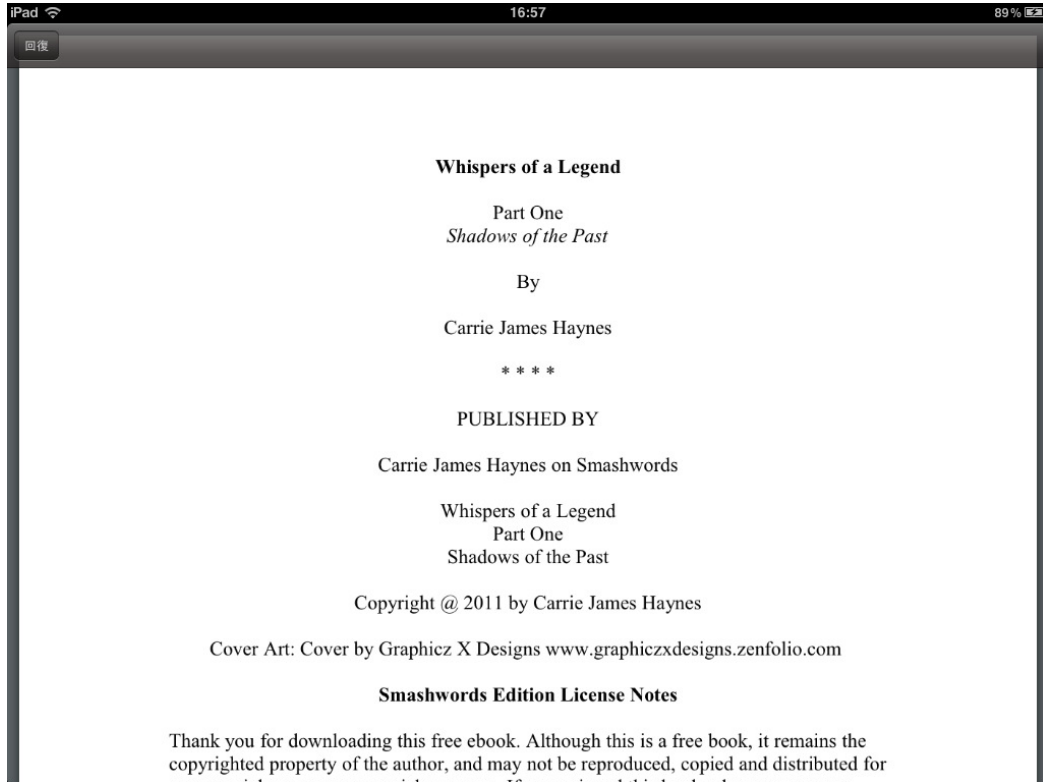 iPad 16:57 89%
回復
Whispers of a Legend
Part One
Shadows of the Past
By
Carrie James Haynes
* * * *
PUBLISHED BY
Carrie James Haynes on Smashwords
Whispers of a Legend
Part One
Shadows of the Past
Copyright @ 2011 by Carrie James Haynes
Cover Art: Cover by Graphicz X Designs www.graphiczxdesigns.zenfolio.com
Smashwords Edition License Notes
Thank you for downloading this free ebook. Although this is a free book, it remains the
copyrighted property of the author, and may not be reproduced, copied and distributed for